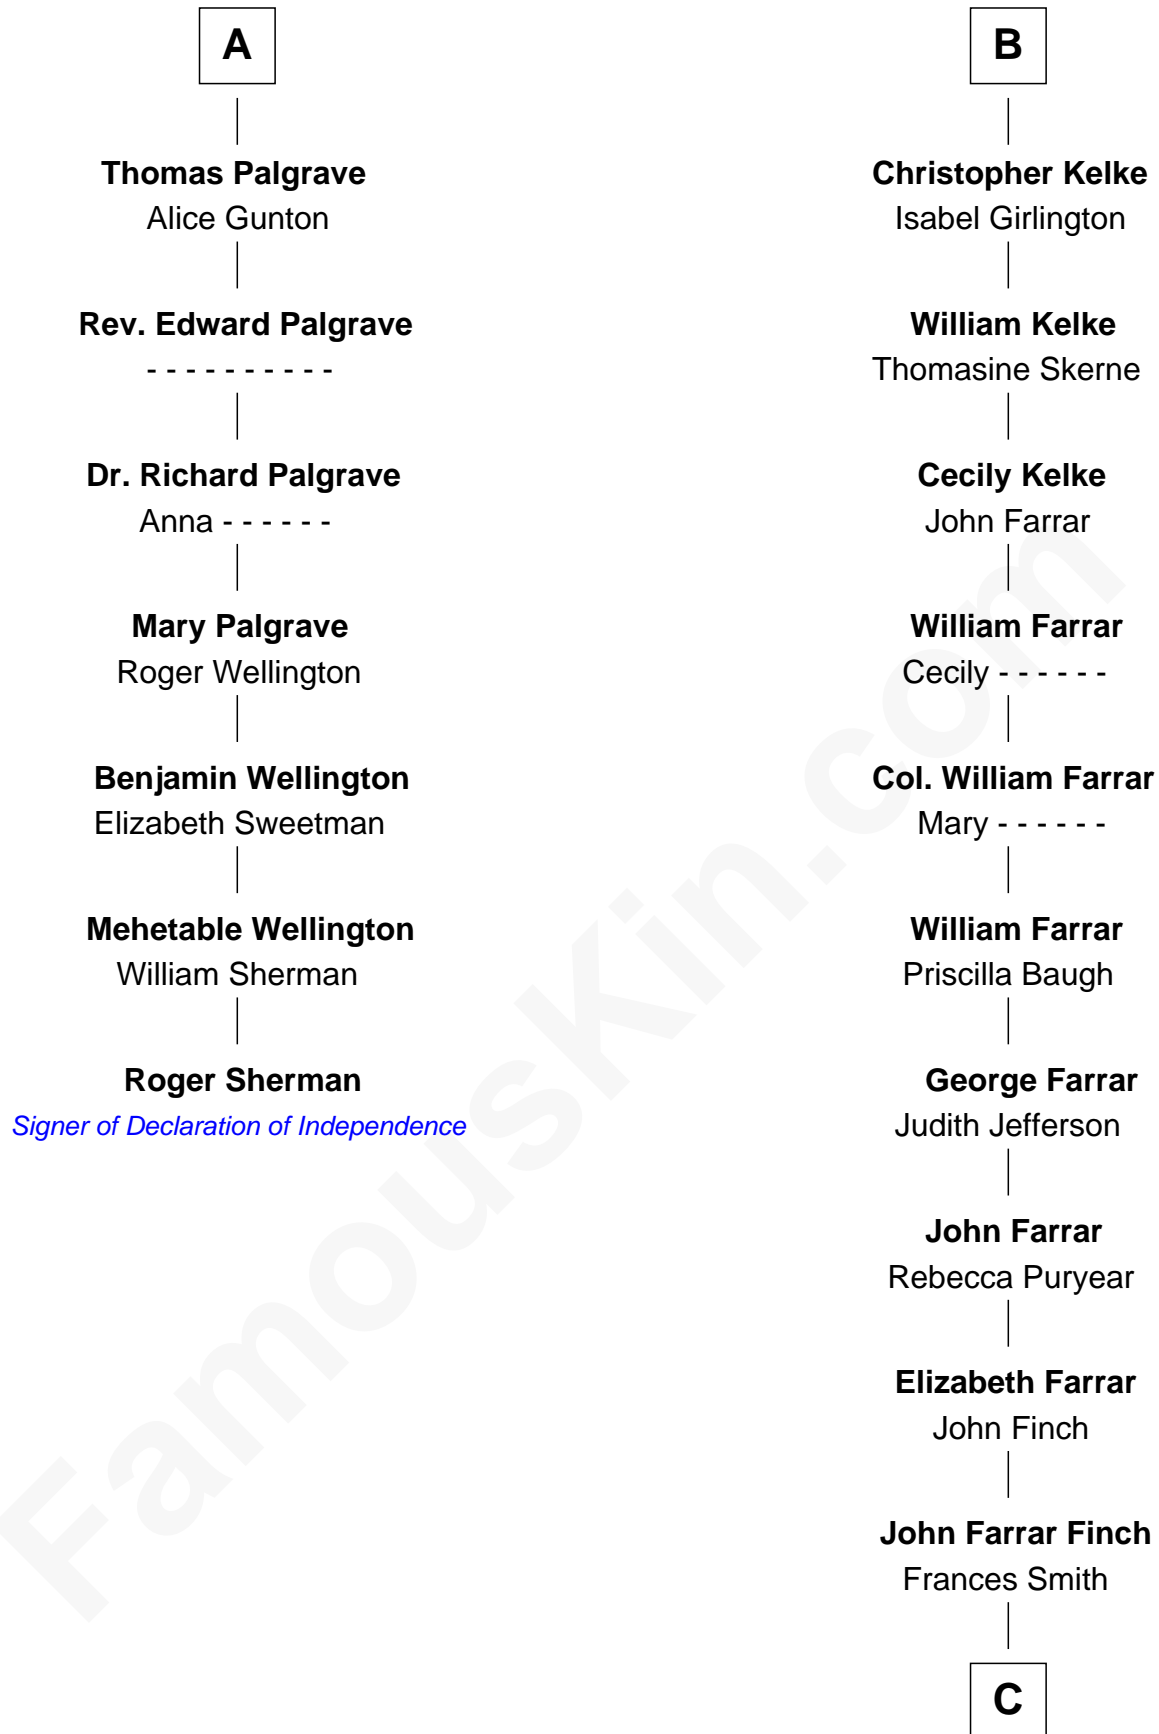 A
Thomas Palgrave
Alice Gunton
Rev. Edward Palgrave
- - - - - - - - - -
Dr. Richard Palgrave
Anna - - - - - -
Mary Palgrave
Roger Wellington
Benjamin Wellington
Elizabeth Sweetman
Mehetable Wellington
William Sherman
Roger Sherman
Signer of Declaration of Independence
B
Christopher Kelke
Isabel Girlington
William Kelke
Thomasine Skerne
Cecily Kelke
John Farrar
William Farrar
Cecily - - - - - -
Col. William Farrar
Mary - - - - - -
William Farrar
Priscilla Baugh
George Farrar
Judith Jefferson
John Farrar
Rebecca Puryear
Elizabeth Farrar
John Finch
John Farrar Finch
Frances Smith
C
FamousKin.com